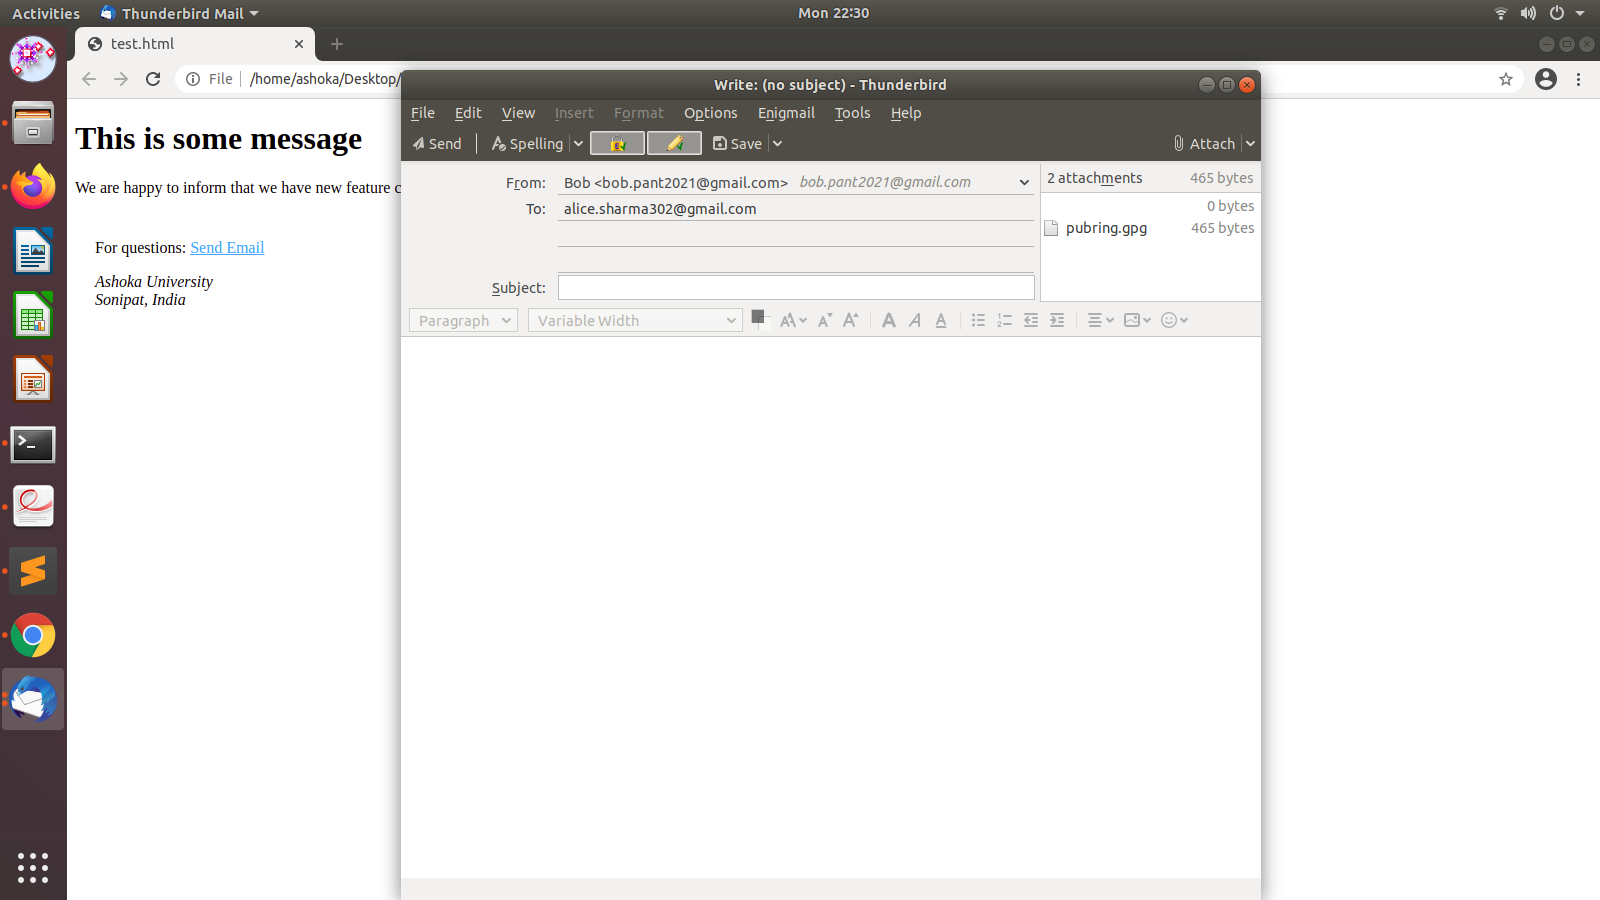 Activities Thunderbird Mail Mon 22:30
test.html
File /home/ashoka/Desktop/
Write: (no subject) - Thunderbird
File Edit View Insert Format Options Enigmail Tools Help
Send Spelling Save Attach
From: Bob <bob.pant2021@gmail.com> bob.pant2021@gmail.com
To: alice.sharma302@gmail.com
Subject:
2 attachments 465 bytes
0 bytes
pubring.gpg 465 bytes
Paragraph Variable Width
This is some message
We are happy to inform that we have new feature c
For questions: Send Email
Ashoka University
Sonipat, India